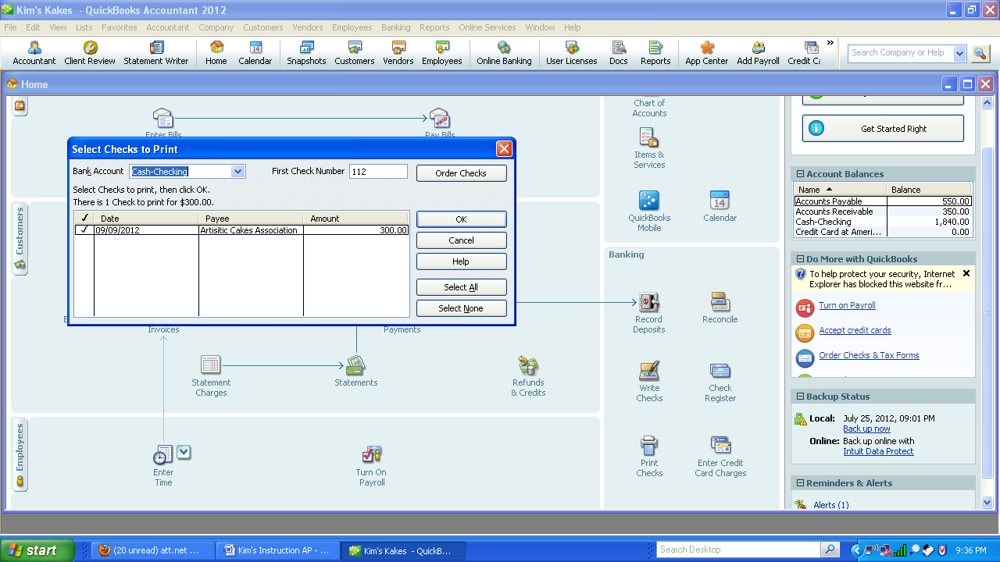 Kim's Kakes - QuickBooks Accountant 2012
File Edit View Lists Favorites Accountant Company Customers Vendors Employees Banking Reports Online Services Window Help
Accountant Client Review Statement Writer Home Calendar Snapshots Customers Vendors Employees Online Banking User Licenses Docs Reports App Center Add Payroll Credit Ca
Search Company or Help
Home
Enter Bills
Pay Bills
Chart of
Accounts
Items &
Services
QuickBooks
Mobile
Calendar
Get Started Right
Select Checks to Print
Bank Account Cash-Checking First Check Number 112 Order Checks
Select Checks to print, then click OK.
There is 1 Check to print for $300.00.
✓ Date Payee Amount
✓ 09/09/2012 Artisitic Cakes Association 300.00
OK
Cancel
Help
Select All
Select None
Customers
Invoices
Payments
Statement
Charges
Statements
Refunds
& Credits
Employees
Enter
Time
Turn On
Payroll
Banking
Record
Deposits
Reconcile
Write
Checks
Check
Register
Print
Checks
Enter Credit
Card Charges
Account Balances
Name Balance
Accounts Payable 550.00
Accounts Receivable 350.00
Cash-Checking 1,840.00
Credit Card at Ameri... 0.00
Do More with QuickBooks
To help protect your security, Internet
Explorer has blocked this website fr...
Turn on Payroll
Accept credit cards
Order Checks & Tax Forms
Backup Status
Local: July 25, 2012, 09:01 PM
Back up now
Online: Back up online with
Intuit Data Protect
Reminders & Alerts
Alerts (1)
start (20 unread) att.net ... Kim's Instruction AP - ... Kim's Kakes - QuickB... Search Desktop 9:36 PM